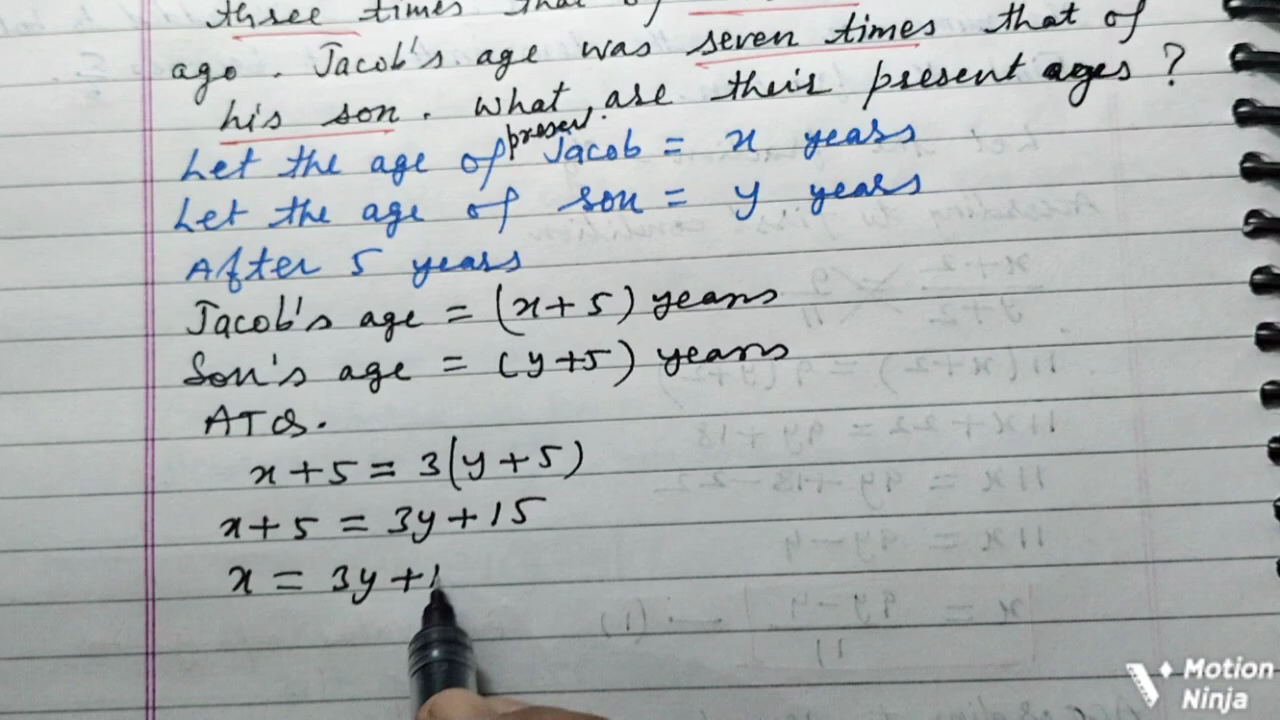 three times that of
ago. Jacob's age was seven times that of
his son. What are their present ages?
Let the age of present Jacob = x years
Let the age of son = y years
After 5 years
Jacob's age = (x+5) years
Son's age = (y+5) years
ATQ.
x+5 = 3(y+5)
x+5 = 3y+15
x = 3y+1
Motion
Ninja